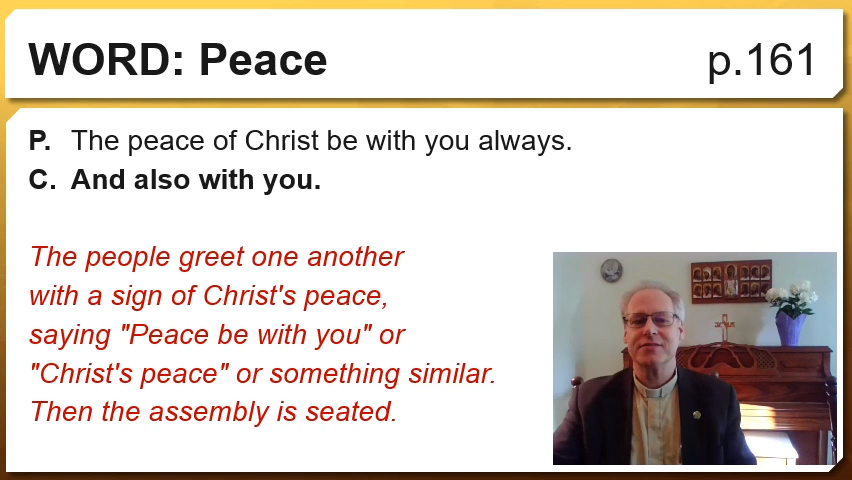 WORD: Peace p.161
P. The peace of Christ be with you always.
C. And also with you.
The people greet one another
with a sign of Christ's peace,
saying "Peace be with you" or
"Christ's peace" or something similar.
Then the assembly is seated.